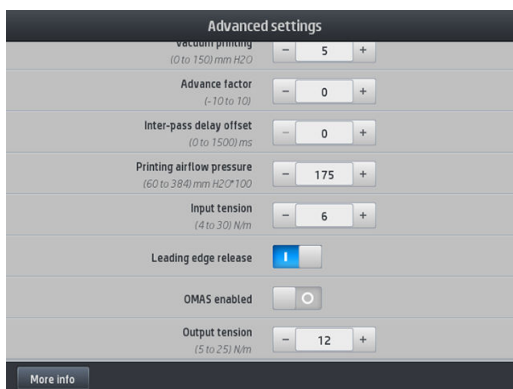 Advanced settings
Vacuum printing
(0 to 150) mm H2O
- 5 +
Advance factor
(-10 to 10)
- 0 +
Inter-pass delay offset
(0 to 1500) ms
- 0 +
Printing airflow pressure
(60 to 384) mm H2O*100
- 175 +
Input tension
(4 to 30) N/m
- 6 +
Leading edge release
OMAS enabled
Output tension
(5 to 25) N/m
- 12 +
More info